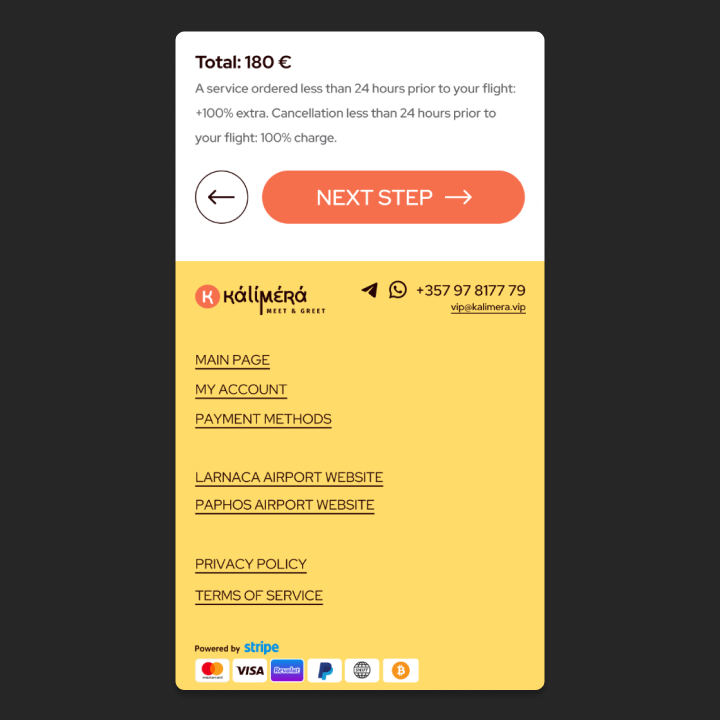 Total: 180 €
A service ordered less than 24 hours prior to your flight:
+100% extra. Cancellation less than 24 hours prior to
your flight: 100% charge.
NEXT STEP
K káliméra
MEET & GREET
+357 97 8177 79
vip@kalimera.vip
MAIN PAGE
MY ACCOUNT
PAYMENT METHODS
LARNACA AIRPORT WEBSITE
PAPHOS AIRPORT WEBSITE
PRIVACY POLICY
TERMS OF SERVICE
Powered by stripe
mastercard VISA Revolut SWIFT